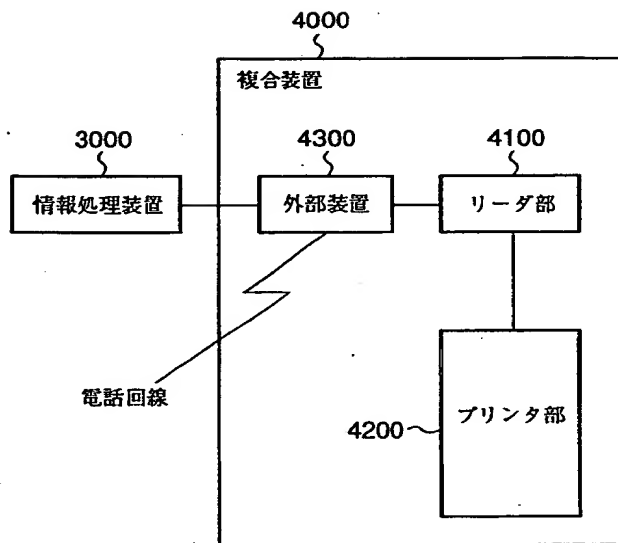 4000
複合装置
3000
4300
4100
情報処理装置
外部装置
リーダ部
電話回線
4200
プリンタ部